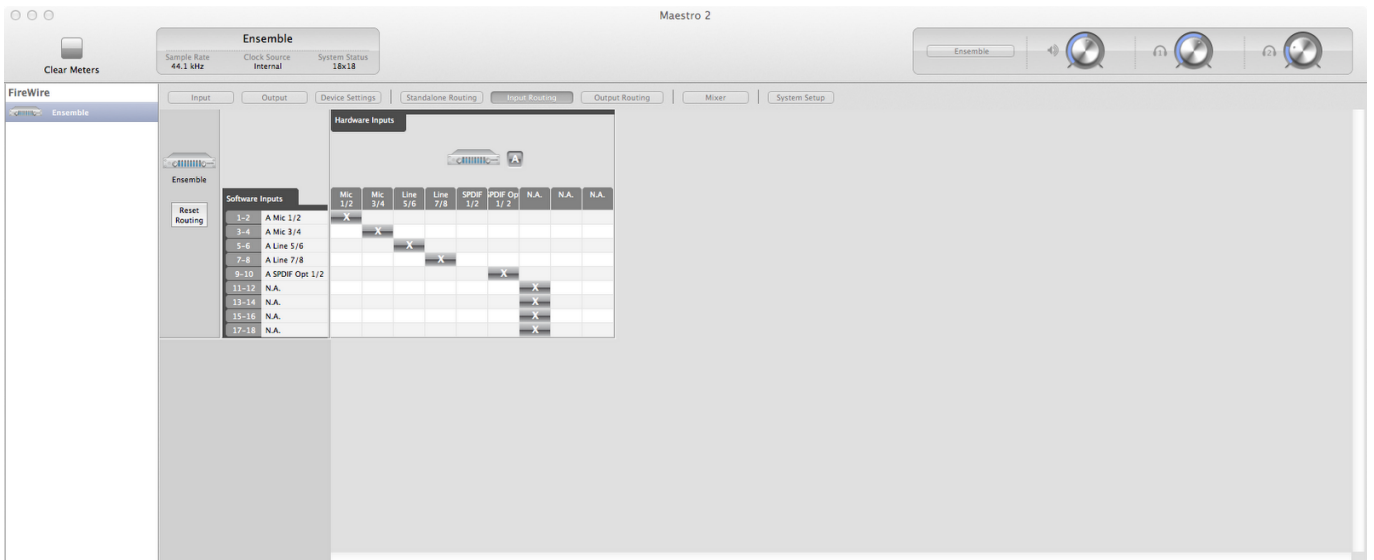 Maestro 2
Clear Meters
Ensemble
Sample Rate Clock Source System Status
44.1 kHz Internal 18x18
Ensemble
1
2
FireWire
Ensemble
Input Output Device Settings Standalone Routing Input Routing Output Routing Mixer System Setup
Hardware Inputs
A
Ensemble
Reset Routing
Software Inputs
Mic 1/2
Mic 3/4
Line 5/6
Line 7/8
SPDIF 1/2
PDIF Op 1/ 2
N.A.
N.A.
N.A.
1-2 A Mic 1/2 X
3-4 A Mic 3/4 X
5-6 A Line 5/6 X
7-8 A Line 7/8 X
9-10 A SPDIF Opt 1/2 X
11-12 N.A. X
13-14 N.A. X
15-16 N.A. X
17-18 N.A. X